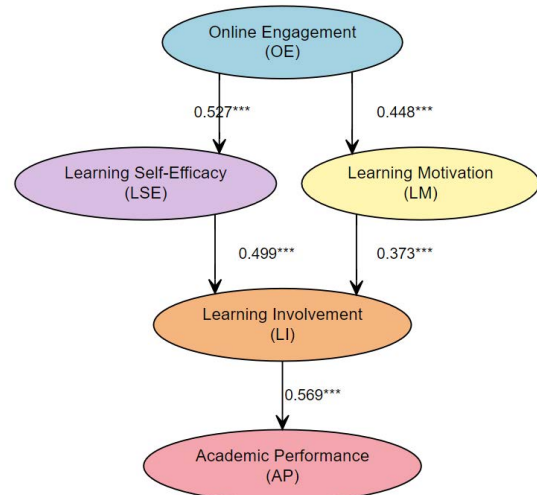 Online Engagement
(OE)
0.527***
0.448***
Learning Self-Efficacy
(LSE)
Learning Motivation
(LM)
0.499***
0.373***
Learning Involvement
(LI)
0.569***
Academic Performance
(AP)